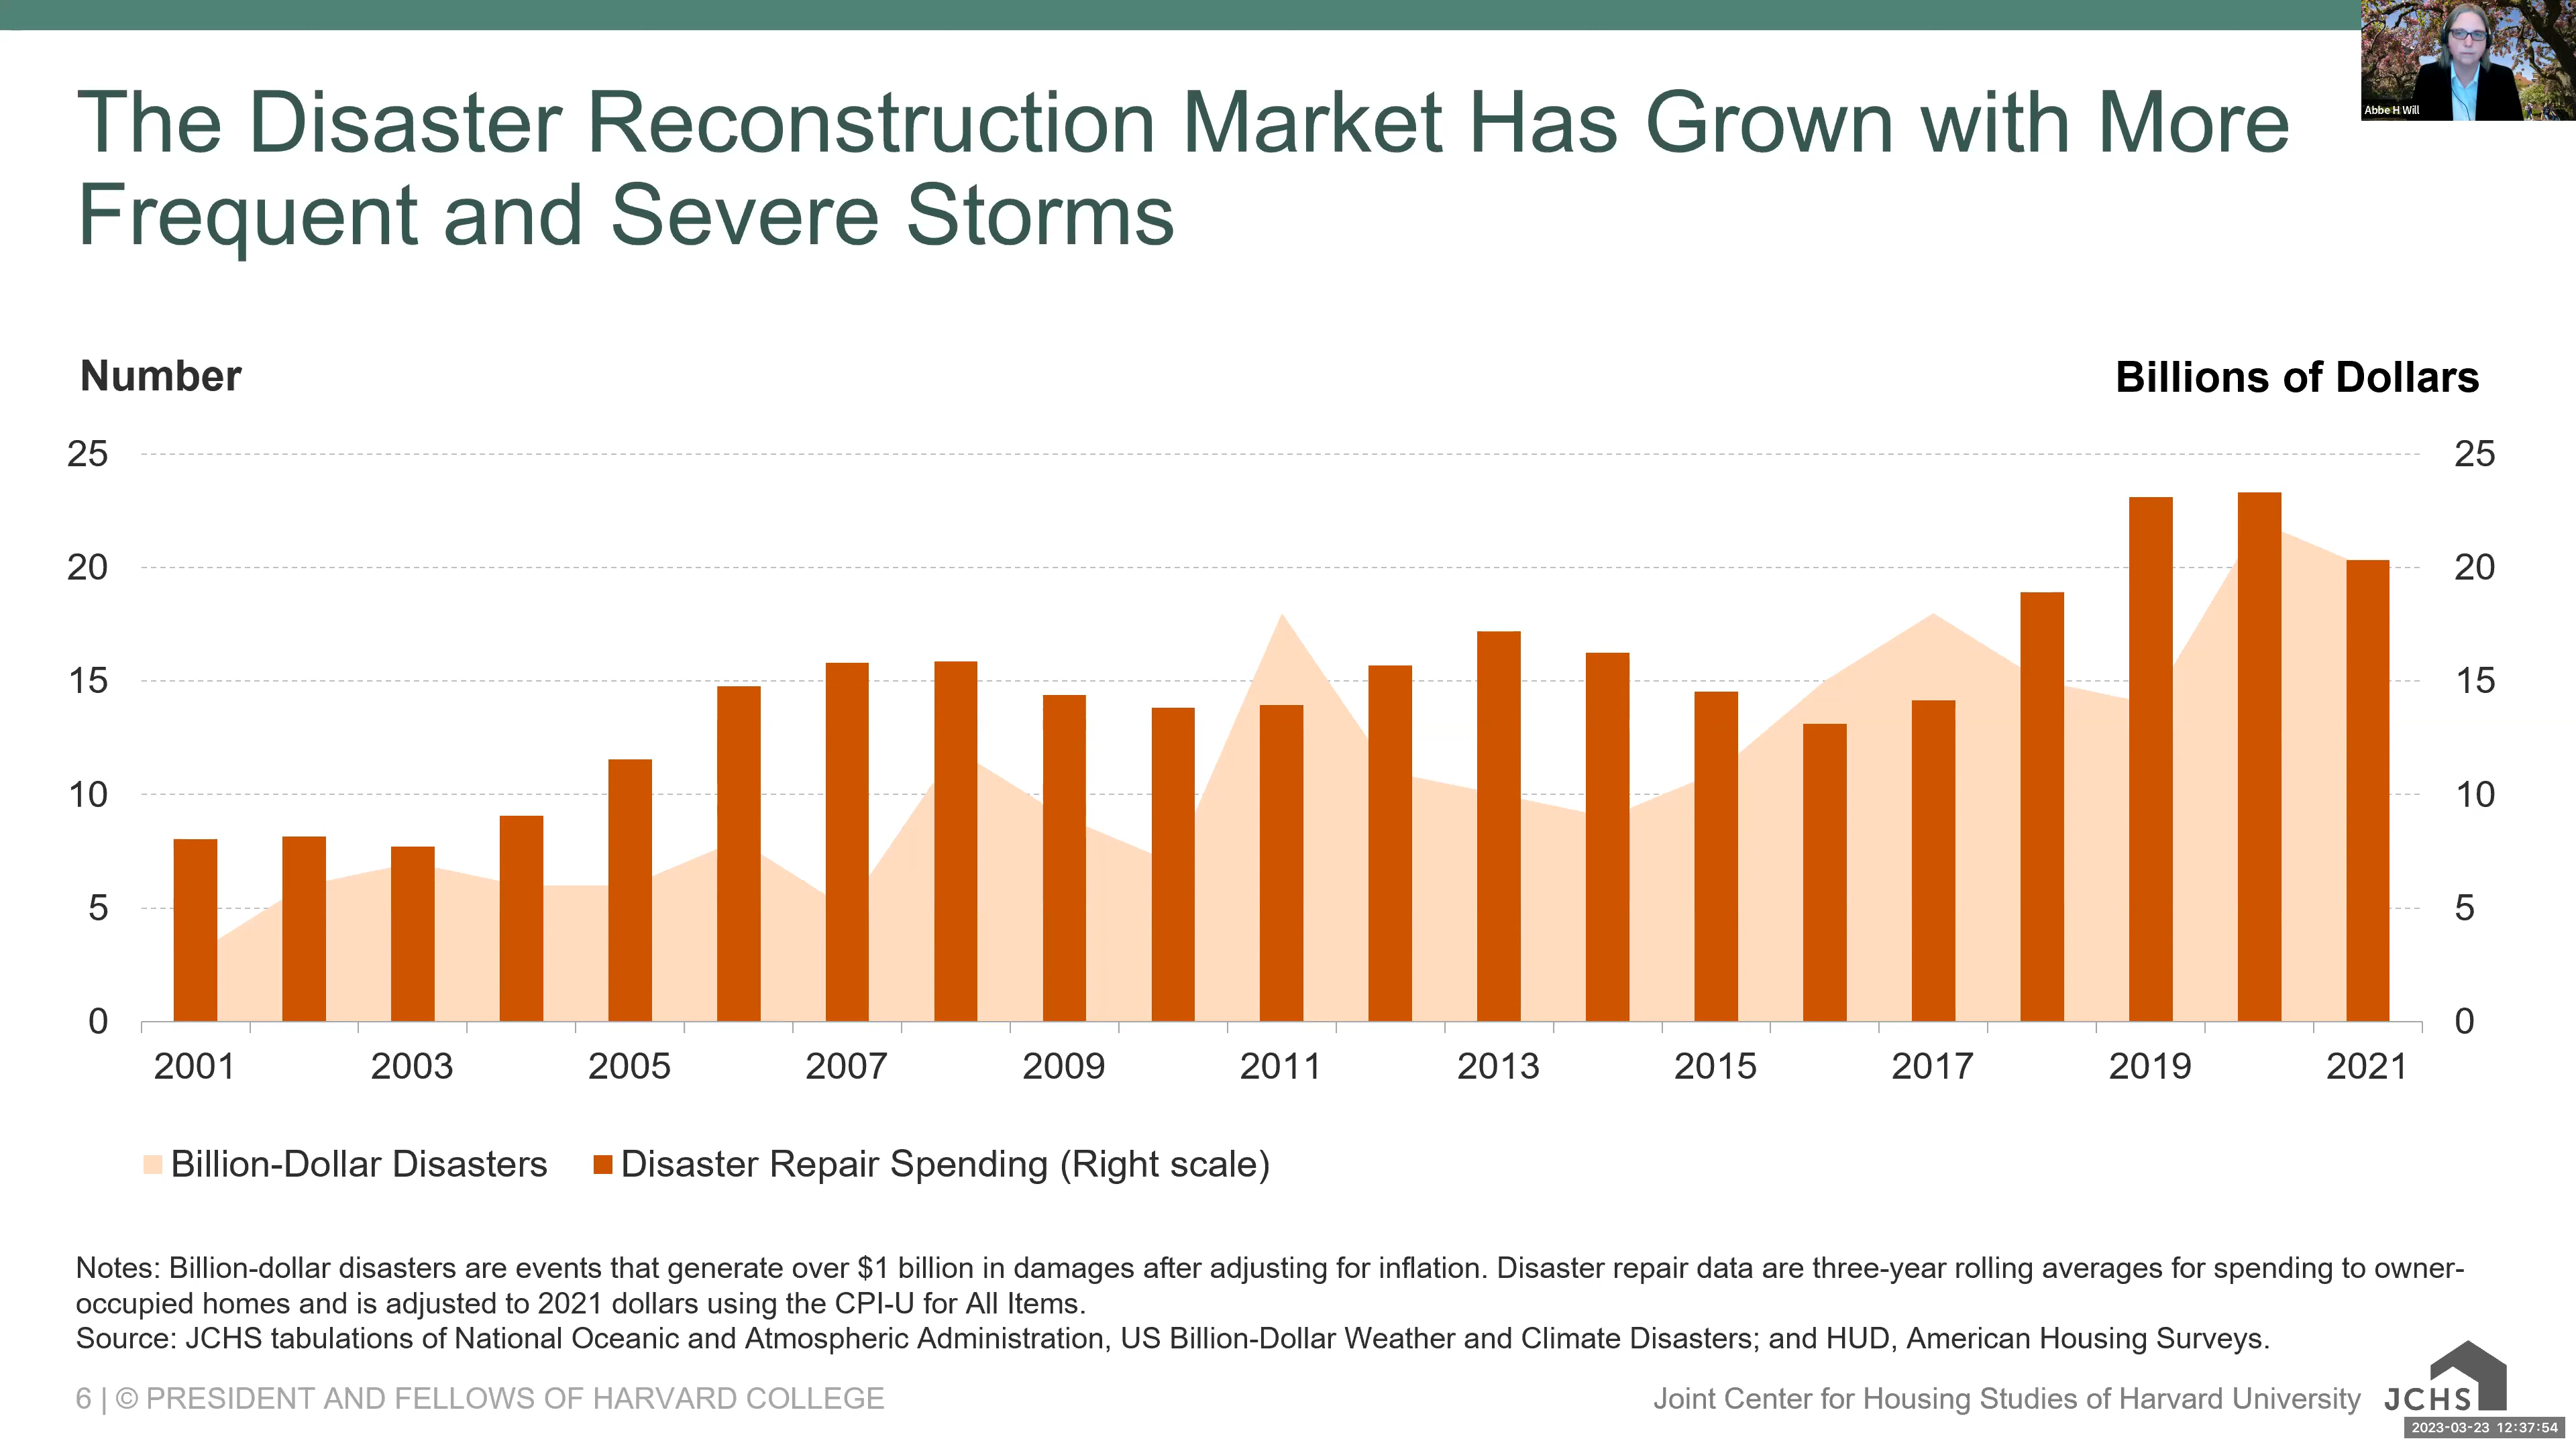 Abbe H Will
The Disaster Reconstruction Market Has Grown with More
Frequent and Severe Storms
Number
Billions of Dollars
25
25
20
20
15
15
10
10
5
5
0
0
2001 2003 2005 2007 2009 2011 2013 2015 2017 2019 2021
Billion-Dollar Disasters Disaster Repair Spending (Right scale)
Notes: Billion-dollar disasters are events that generate over $1 billion in damages after adjusting for inflation. Disaster repair data are three-year rolling averages for spending to owner-
occupied homes and is adjusted to 2021 dollars using the CPI-U for All Items.
Source: JCHS tabulations of National Oceanic and Atmospheric Administration, US Billion-Dollar Weather and Climate Disasters; and HUD, American Housing Surveys.
6 | © PRESIDENT AND FELLOWS OF HARVARD COLLEGE
Joint Center for Housing Studies of Harvard University
JCHS
2023-03-23 12:37:54